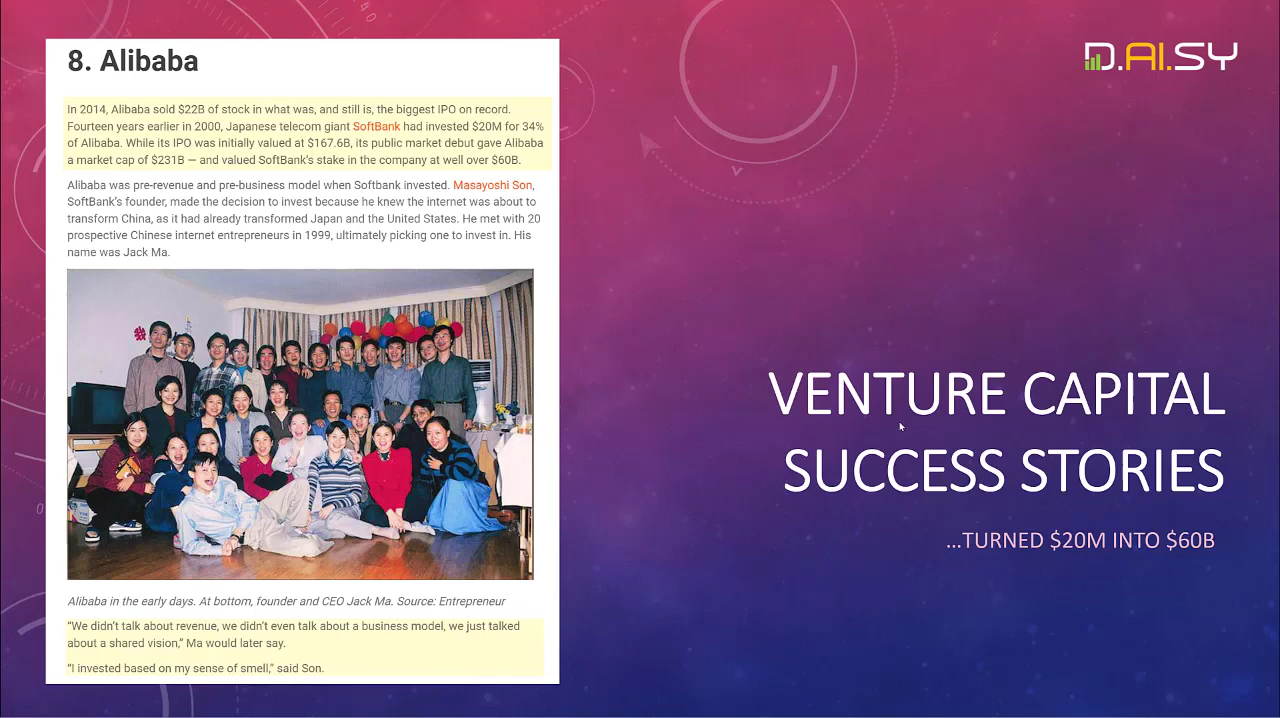 8. Alibaba
In 2014, Alibaba sold $22B of stock in what was, and still is, the biggest IPO on record.
Fourteen years earlier in 2000, Japanese telecom giant SoftBank had invested $20M for 34%
of Alibaba. While its IPO was initially valued at $167.6B, its public market debut gave Alibaba
a market cap of $231B — and valued SoftBank’s stake in the company at well over $60B.
Alibaba was pre-revenue and pre-business model when Softbank invested. Masayoshi Son,
SoftBank’s founder, made the decision to invest because he knew the internet was about to
transform China, as it had already transformed Japan and the United States. He met with 20
prospective Chinese internet entrepreneurs in 1999, ultimately picking one to invest in. His
name was Jack Ma.
Alibaba in the early days. At bottom, founder and CEO Jack Ma. Source: Entrepreneur
“We didn’t talk about revenue, we didn’t even talk about a business model, we just talked
about a shared vision,” Ma would later say.
“I invested based on my sense of smell,” said Son.
D.AI.SY
VENTURE CAPITAL
SUCCESS STORIES
...TURNED $20M INTO $60B